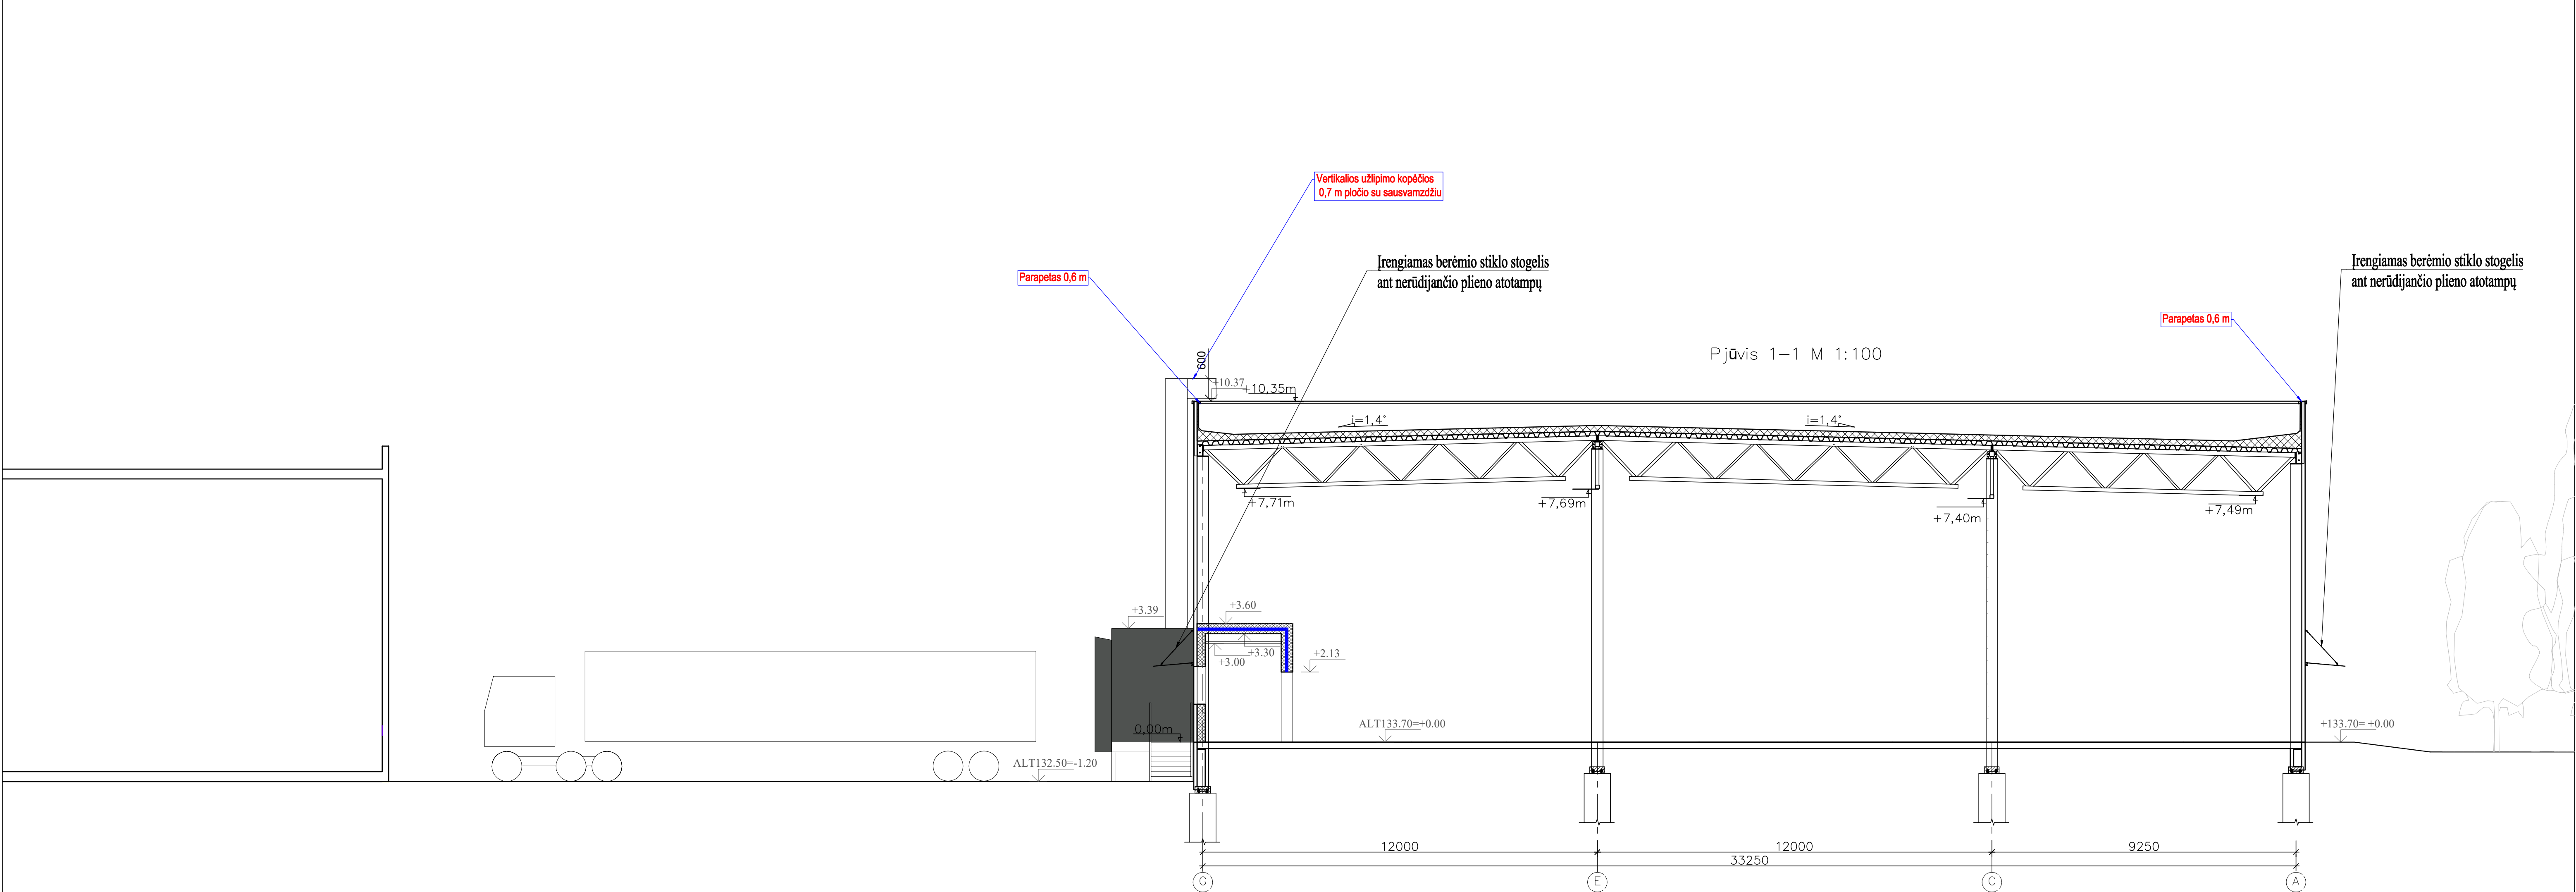 Vertikalios užlipimo kopėčios
0,7 m pločio su sausvamzdžiu
Įrengiamas berėmio stiklo stogelis
ant nerūdijančio plieno atotampų
Įrengiamas berėmio stiklo stogelis
ant nerūdijančio plieno atotampų
Parapetas 0,6 m
Parapetas 0,6 m
Pjūvis 1-1 M 1:100
600
+10.37
+10,35m
i=1,4°
i=1,4°
+7,71m
+7,69m
+7,40m
+7,49m
+3.39
+3.60
+3.30
+3.00
+2.13
0,00m
ALT133.70=+0.00
+133.70= +0.00
ALT132.50=-1.20
12000
12000
9250
33250
G
E
C
A